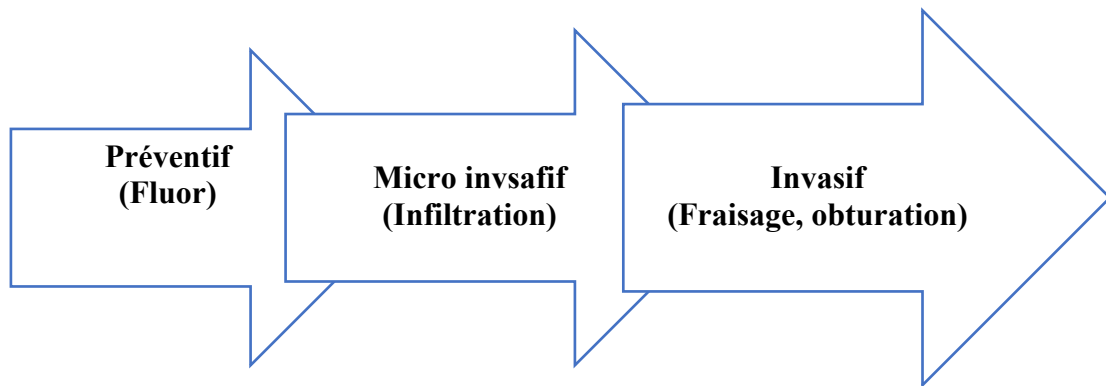 Préventif
(Fluor)
Micro invsafif
(Infiltration)
Invasif
(Fraisage, obturation)